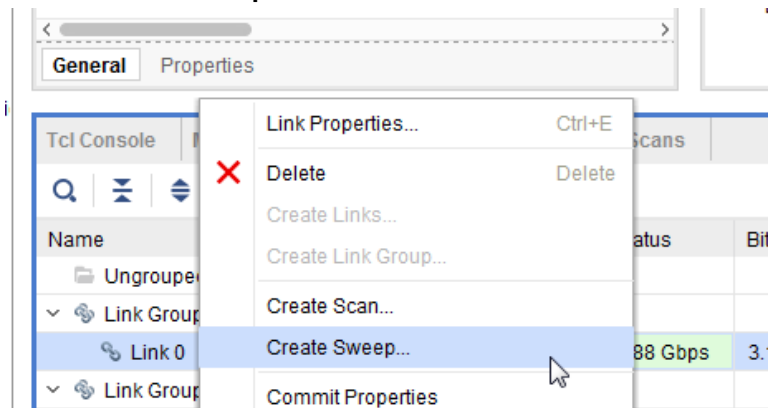 General Properties
Link Properties... Ctrl+E
Tcl Console Scans
Delete Delete
Create Links...
Name atus Bit
Create Link Group...
Ungroupe
Create Scan...
Link Group
Create Sweep...
Link 0 88 Gbps 3.
Link Group
Commit Properties